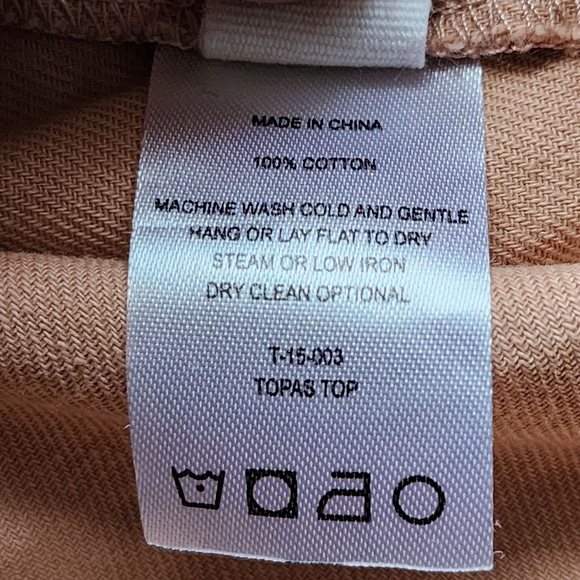 MADE IN CHINA
100% COTTON
MACHINE WASH COLD AND GENTLE
HANG OR LAY FLAT TO DRY
STEAM OR LOW IRON
DRY CLEAN OPTIONAL
T-15-003
TOPAS TOP